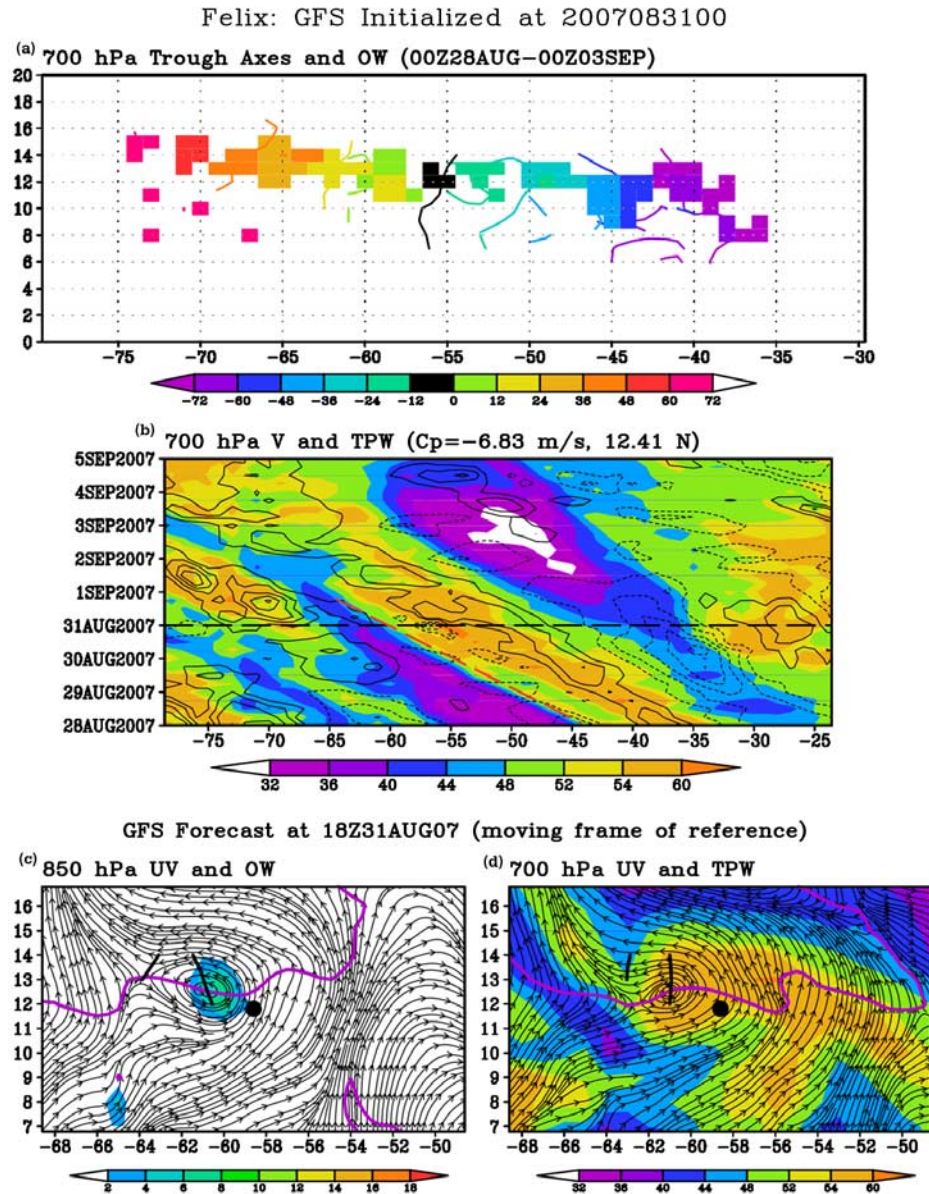 Felix: GFS Initialized at 2007083100
(a) 700 hPa Trough Axes and OW (00Z28AUG-00Z03SEP)
20
18
16
14
12
10
8
6
4
2
0
-75 -70 -65 -60 -55 -50 -45 -40 -35 -30
-72 -60 -48 -36 -24 -12 0 12 24 36 48 60 72
(b) 700 hPa V and TPW (Cp=-6.83 m/s, 12.41 N)
5SEP2007
4SEP2007
3SEP2007
2SEP2007
1SEP2007
31AUG2007
30AUG2007
29AUG2007
28AUG2007
-75 -70 -65 -60 -55 -50 -45 -40 -35 -30 -25
32 36 40 44 48 52 54 60
GFS Forecast at 18Z31AUG07 (moving frame of reference)
(c) 850 hPa UV and OW
16
15
14
13
12
11
10
9
8
7
-68 -66 -64 -62 -60 -58 -56 -54 -52 -50
2 4 6 8 10 12 14 16 18
(d) 700 hPa UV and TPW
16
15
14
13
12
11
10
9
8
7
-68 -66 -64 -62 -60 -58 -56 -54 -52 -50
32 36 40 44 48 52 54 60